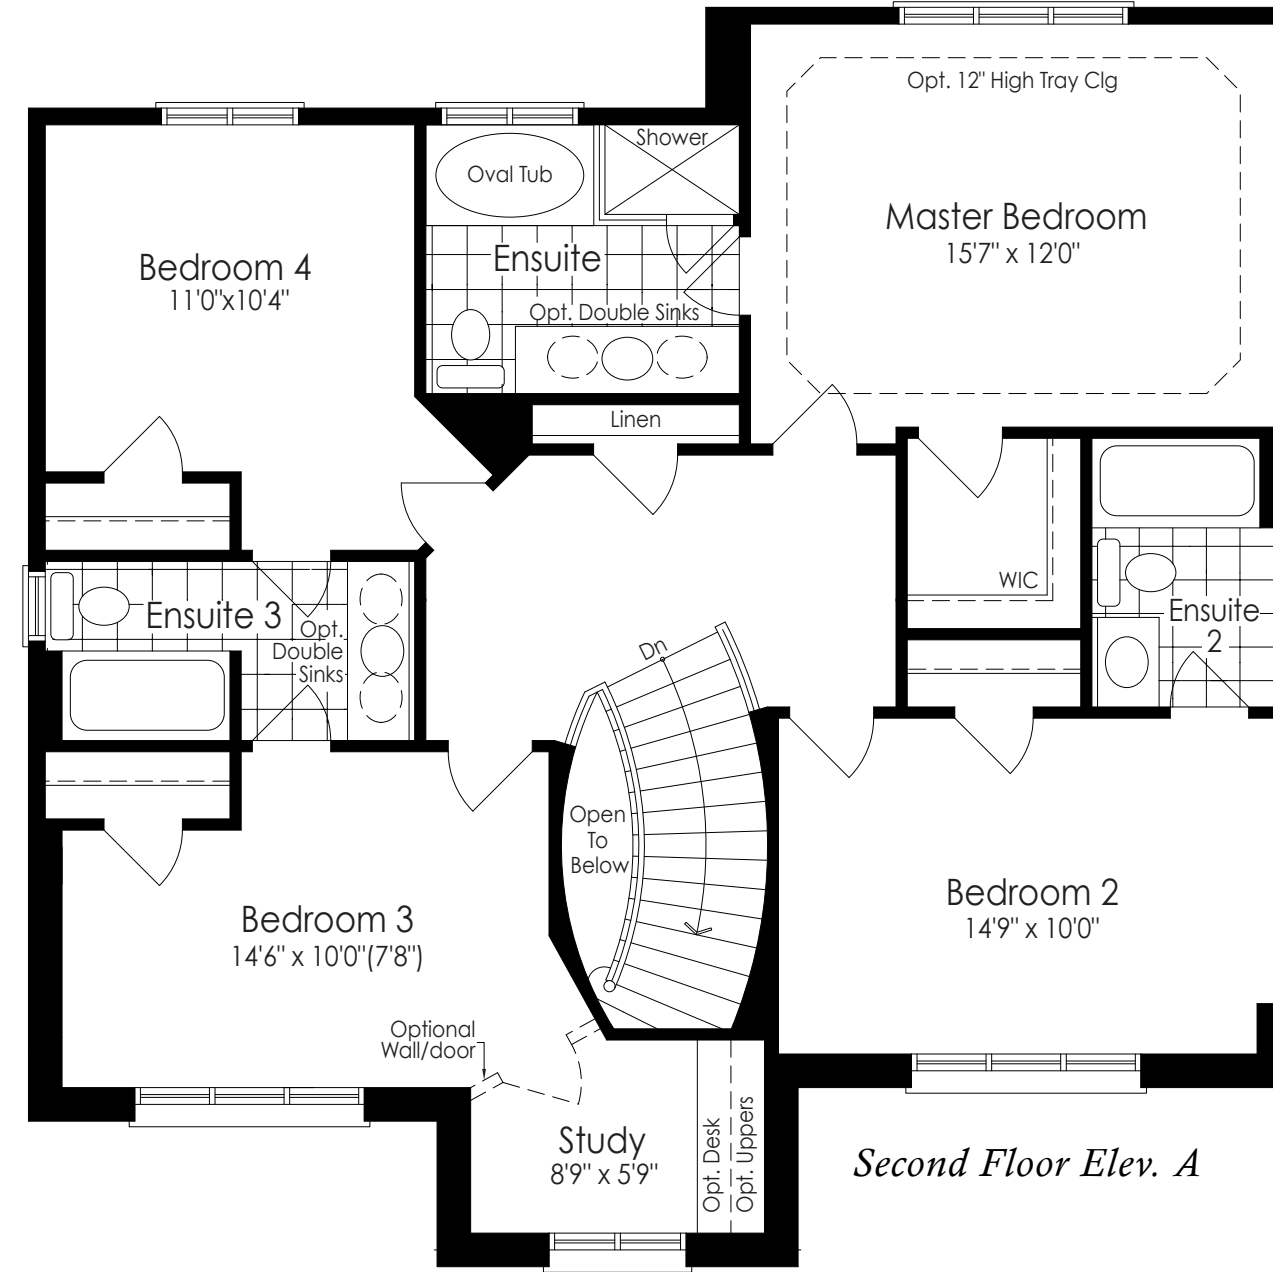 Opt. 12" High Tray Clg
Shower
Oval Tub
Master Bedroom
15'7" x 12'0"
Ensuite
Bedroom 4
11'0"x10'4"
Opt. Double Sinks
Linen
WIC
Ensuite 3
Opt.
Double
Sinks
Ensuite
2
Dn
Open
To
Below
Bedroom 2
14'9" x 10'0"
Bedroom 3
14'6" x 10'0"(7'8")
Optional
Wall/door
Study
8'9" x 5'9"
Opt. Desk
Opt. Uppers
Second Floor Elev. A